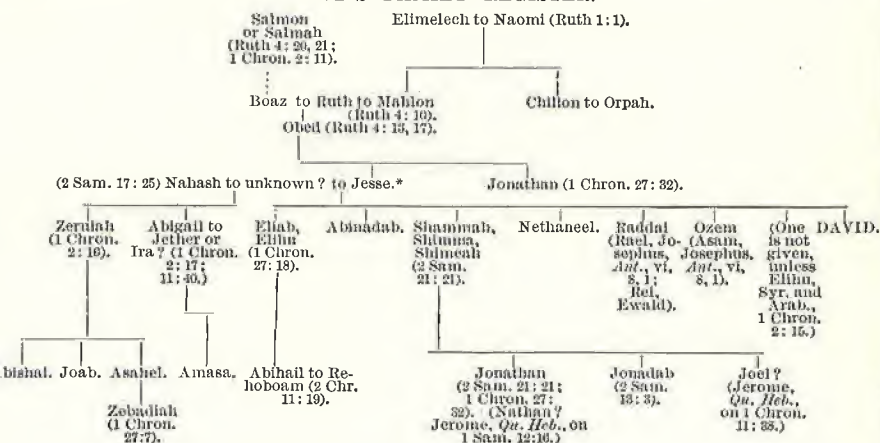 Salmon
or Salmah
(Ruth 4: 20, 21;
1 Chron. 2: 11).
Elimelech to Naomi (Ruth 1: 1).
Boaz to Ruth to Mahlon
(Ruth 4: 10).
Chilion to Orpah.
Obed (Ruth 4: 13, 17).
(2 Sam. 17: 25) Nahash to unknown? to Jesse.*
Jonathan (1 Chron. 27: 32).
Zeruiah
(1 Chron.
2: 16).
Abigail to
Jether or
Ira? (1 Chron.
2: 17;
11: 40.)
Eliab,
Elihu
(1 Chron.
27: 18).
Abinadab.
Shammah,
Shimma,
Shimeah
(2 Sam.
21: 21).
Nethaneel.
Raddai
(Rael, Jo-
sephus,
Ant., vi,
8, 1;
Rei,
Ewald).
Ozem
(Asam,
Josephus,
Ant., vi,
8, 1).
(One
is not
given,
unless
Elihu,
Syr. and
Arab.,
1 Chron.
2: 15.)
DAVID.
bishai. Joab. Asahel. Amasa.
Abihail to Re-
hoboam (2 Chr.
11: 19).
Zebadiah
(1 Chron.
27:7).
Jonathan
(2 Sam. 21: 21;
1 Chron. 27:
32). (Nathan?
Jerome, Qu. Heb., on
1 Sam. 12:16.)
Jonadab
(2 Sam.
13: 3).
Joel?
(Jerome,
Qu. Heb.,
on 1 Chron.
11: 38.)